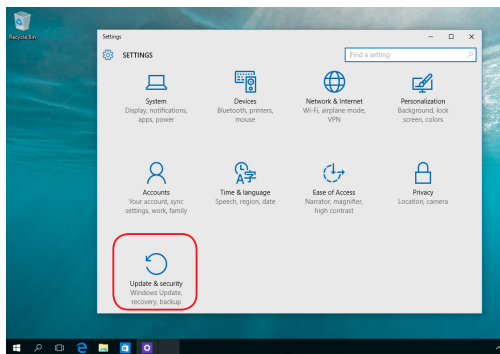 Recycle Bin
Settings
SETTINGS
Find a setting
System
Display, notifications,
apps, power
Devices
Bluetooth, printers,
mouse
Network & Internet
Wi-Fi, airplane mode,
VPN
Personalization
Background, lock
screen, colors
Accounts
Your account, sync
settings, work, family
Time & language
Speech, region, date
Ease of Access
Narrator, magnifier,
high contrast
Privacy
Location, camera
Update & security
Windows Update,
recovery, backup